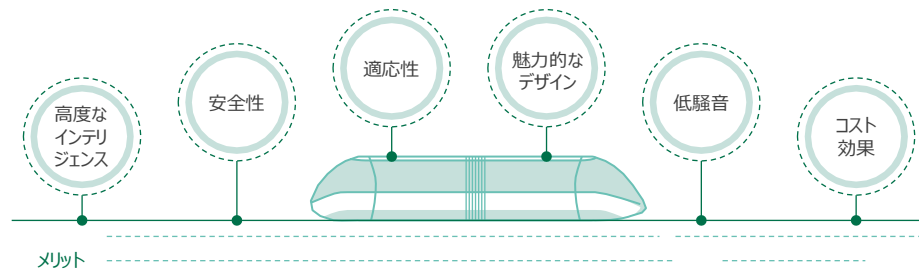 高度な
インテリ
ジェンス
安全性
適応性
魅力的な
デザイン
低騒音
コスト
効果
メリット